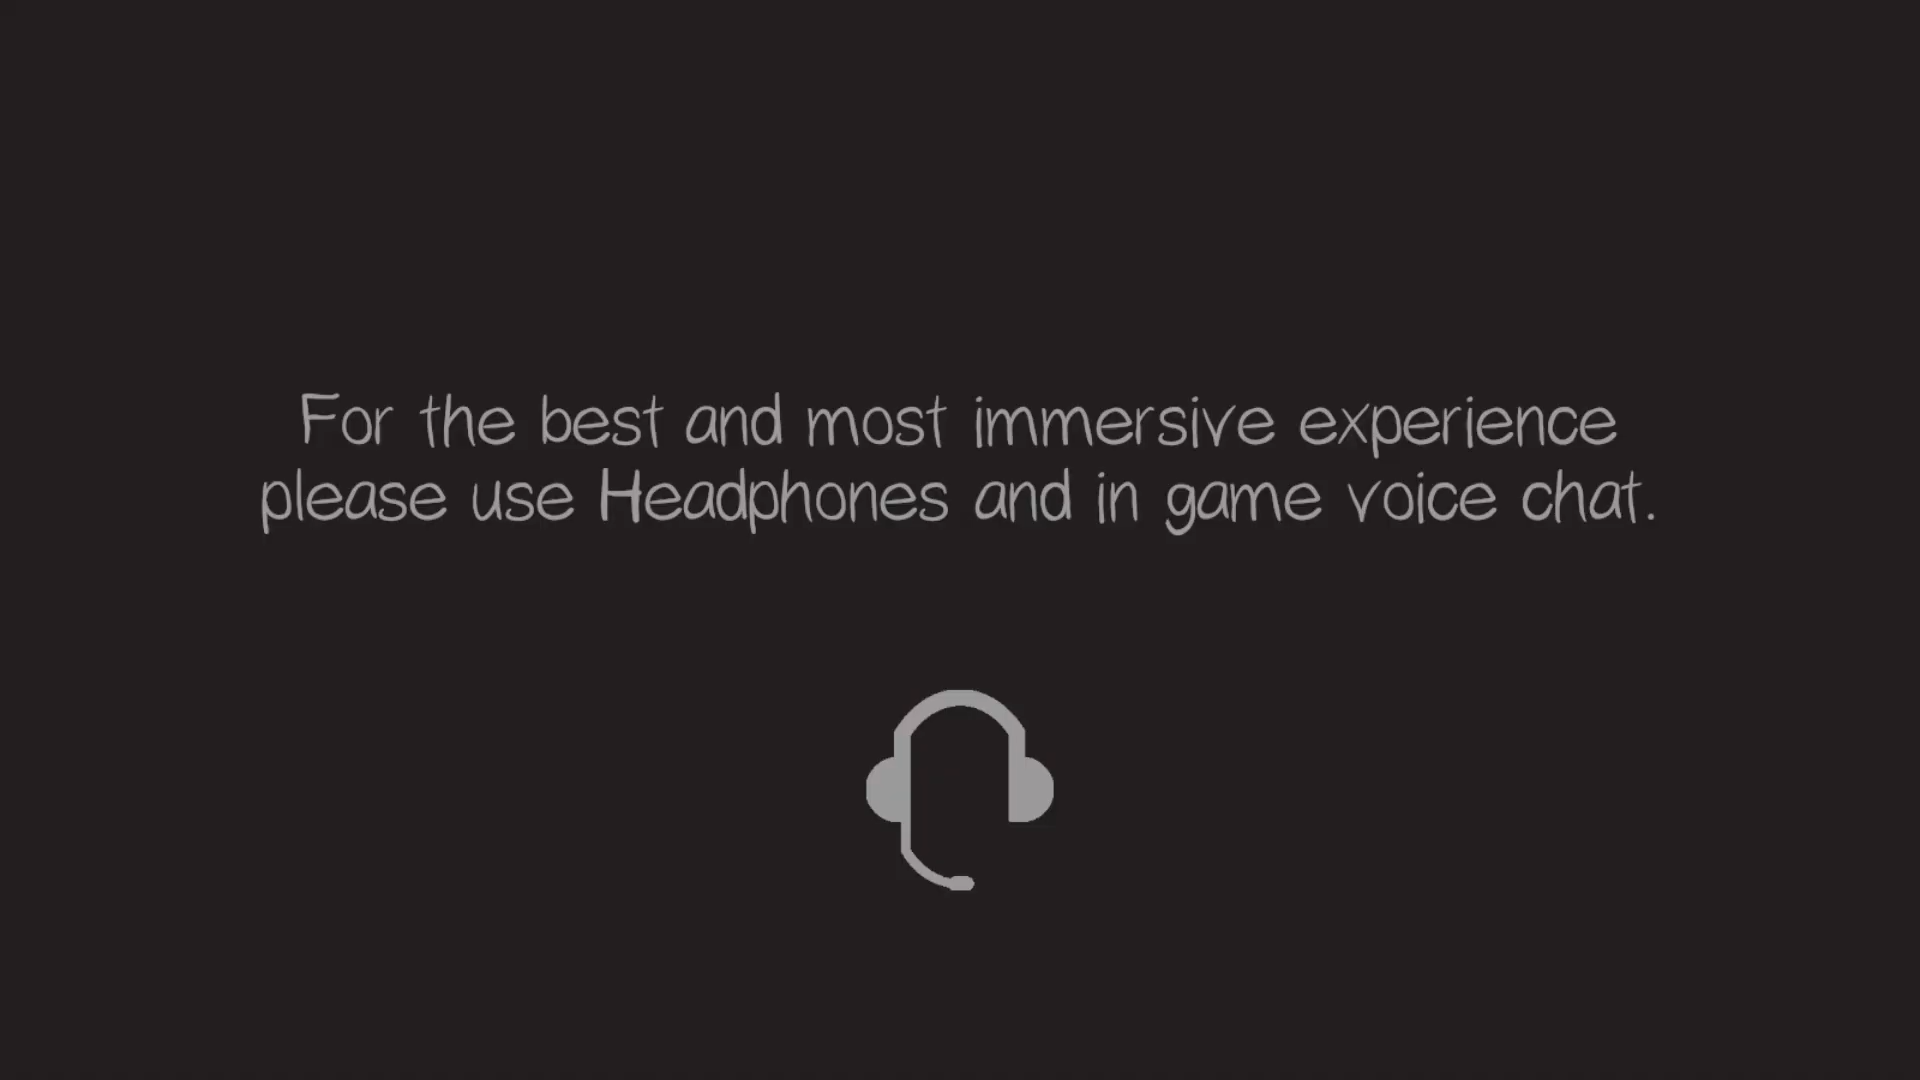 For the best and most immersive experience
please use Headphones and in game voice chat.